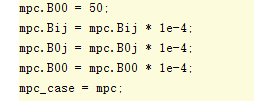 mpc.B00 = 50;
mpc.Bij = mpc.Bij * 1e-4;
mpc.B0j = mpc.B0j * 1e-4;
mpc.B00 = mpc.B00 * 1e-4;
mpc_case = mpc;